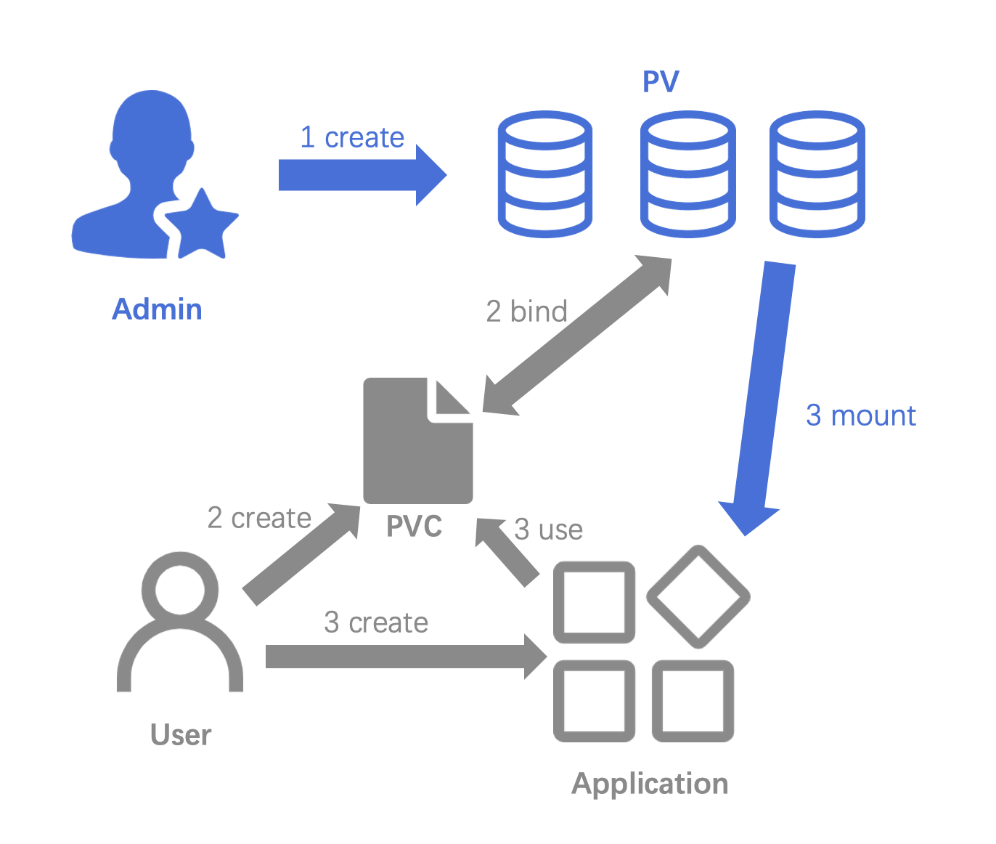 PV
1 create
Admin
2 bind
3 mount
2 create
PVC
3 use
3 create
User
Application